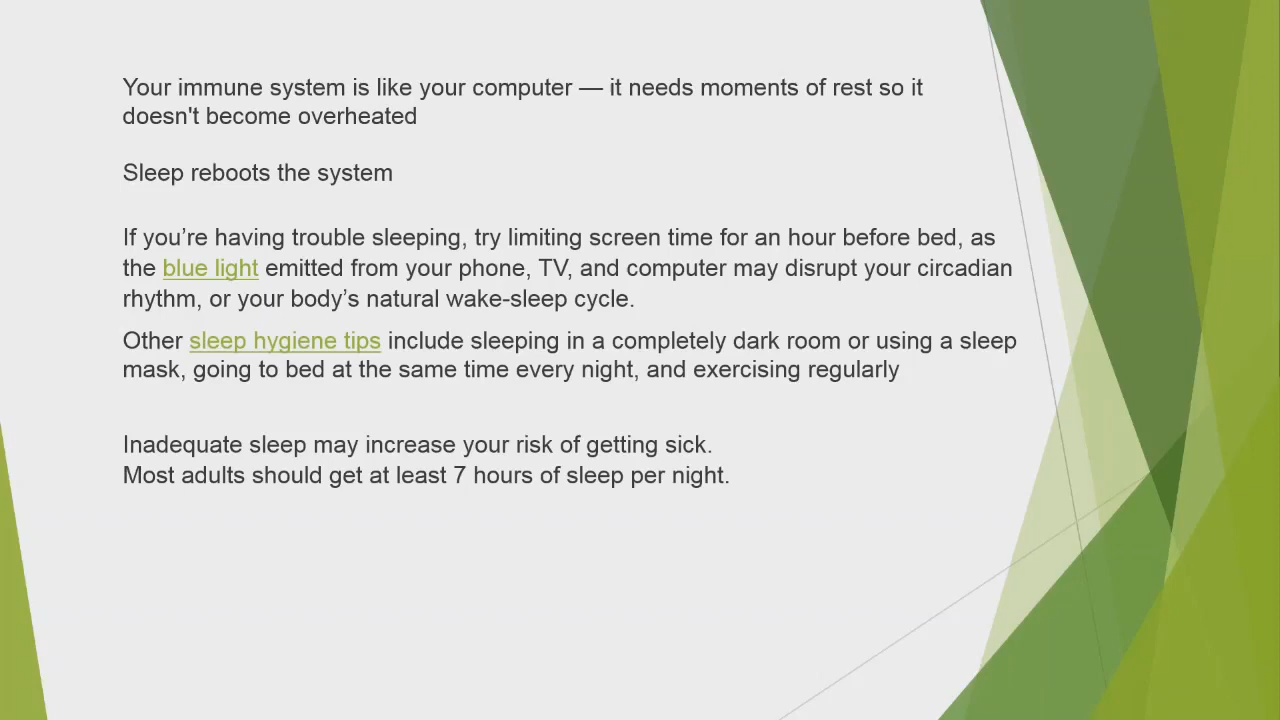 Your immune system is like your computer — it needs moments of rest so it
doesn't become overheated
Sleep reboots the system
If you’re having trouble sleeping, try limiting screen time for an hour before bed, as
the blue light emitted from your phone, TV, and computer may disrupt your circadian
rhythm, or your body’s natural wake-sleep cycle.
Other sleep hygiene tips include sleeping in a completely dark room or using a sleep
mask, going to bed at the same time every night, and exercising regularly
Inadequate sleep may increase your risk of getting sick.
Most adults should get at least 7 hours of sleep per night.